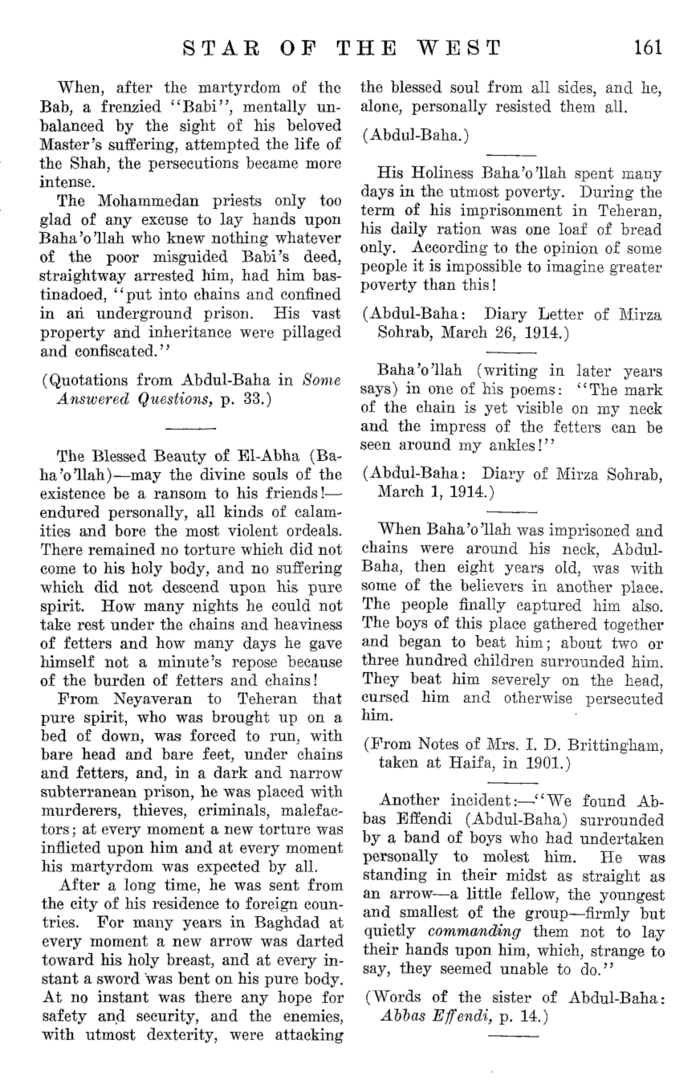 STAR OF THE WEST 161
When, after the martyrdom of the
Bab, a frenzied "Babi", mentally un-
balanced by the sight of his beloved
Master's suffering, attempted the life of
the Shah, the persecutions became more
intense.
The Mohammedan priests only too
glad of any excuse to lay hands upon
Baha'o'llah who knew nothing whatever
of the poor misguided Babi's deed,
straightway arrested him, had him bas-
tinadoed, "put into chains and confined
in an underground prison. His vast
property and inheritance were pillaged
and confiscated."
(Quotations from Abdul-Baha in Some
Answered Questions, p. 33.)
The Blessed Beauty of El-Abha (Ba-
ha'o'llah)—may the divine souls of the
existence be a ransom to his friends!—
endured personally, all kinds of calam-
ities and bore the most violent ordeals.
There remained no torture which did not
come to his holy body, and no suffering
which did not descend upon his pure
spirit. How many nights he could not
take rest under the chains and heaviness
of fetters and how many days he gave
himself not a minute's repose because
of the burden of fetters and chains!
From Neyaveran to Teheran that
pure spirit, who was brought up on a
bed of down, was forced to run, with
bare head and bare feet, under chains
and fetters, and, in a dark and narrow
subterranean prison, he was placed with
murderers, thieves, criminals, malefac-
tors; at every moment a new torture was
inflicted upon him and at every moment
his martyrdom was expected by all.
After a long time, he was sent from
the city of his residence to foreign coun-
tries. For many years in Baghdad at
every moment a new arrow was darted
toward his holy breast, and at every in-
stant a sword was bent on his pure body.
At no instant was there any hope for
safety and security, and the enemies,
with utmost dexterity, were attacking
the blessed soul from all sides, and he,
alone, personally resisted them all.
(Abdul-Baha.)
His Holiness Baha'o'llah spent many
days in the utmost poverty. During the
term of his imprisonment in Teheran,
his daily ration was one loaf of bread
only. According to the opinion of some
people it is impossible to imagine greater
poverty than this!
(Abdul-Baha: Diary Letter of Mirza
Sohrab, March 26, 1914.)
Baha'o'llah (writing in later years
says) in one of his poems: "The mark
of the chain is yet visible on my neck
and the impress of the fetters can be
seen around my ankles!"
(Abdul-Baha: Diary of Mirza Sohrab,
March 1, 1914.)
When Baha'o'llah was imprisoned and
chains were around his neck, Abdul-
Baha, then eight years old, was with
some of the believers in another place.
The people finally captured him also.
The boys of this place gathered together
and began to beat him; about two or
three hundred children surrounded him.
They beat him severely on the head,
cursed him and otherwise persecuted
him.
(From Notes of Mrs. I. D. Brittingham,
taken at Haifa, in 1901.)
Another incident:—"We found Ab-
bas Effendi (Abdul-Baha) surrounded
by a band of boys who had undertaken
personally to molest him. He was
standing in their midst as straight as
an arrow—a little fellow, the youngest
and smallest of the group—firmly but
quietly commanding them not to lay
their hands upon him, which, strange to
say, they seemed unable to do."
(Words of the sister of Abdul-Baha:
Abbas Effendi, p. 14.)